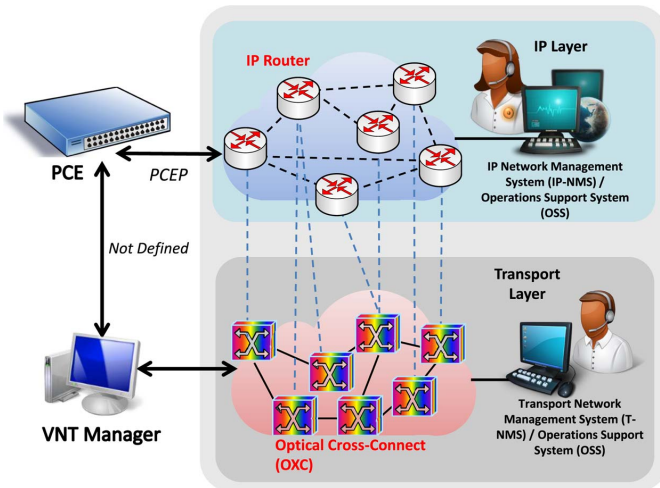 IP Router
IP Layer
PCE
PCEP
IP Network Management
System (IP-NMS) /
Operations Support System
(OSS)
Not Defined
Transport
Layer
VNT Manager
Optical Cross-Connect
(OXC)
Transport Network
Management System (T-
NMS) / Operations Support
System (OSS)